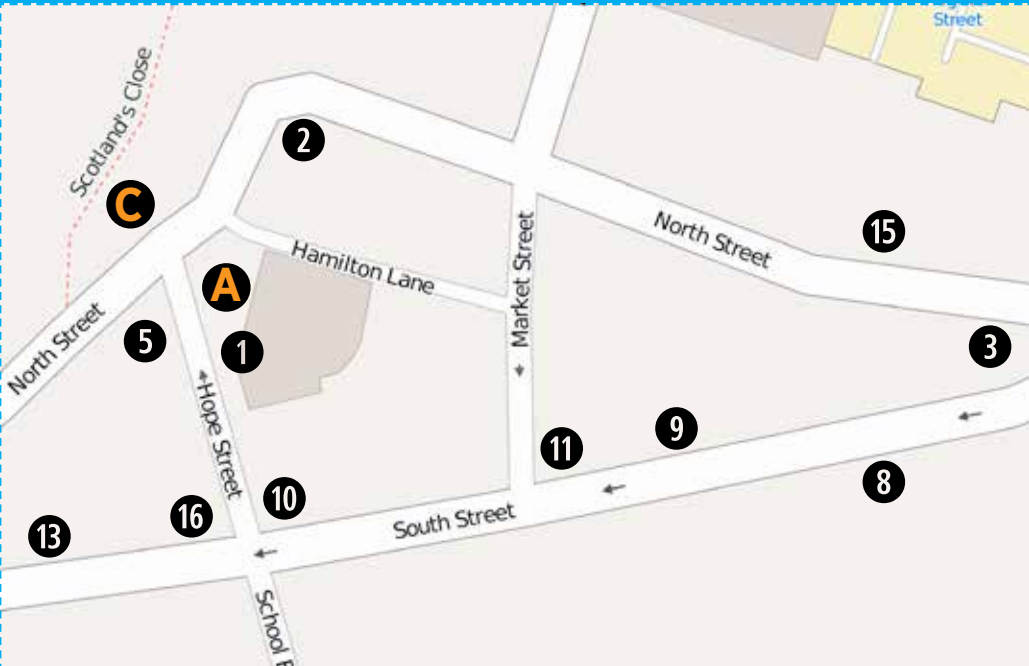 Street
Scotland's Close
2
C
North Street
15
Hamilton Lane
Market Street
A
North Street
5
1
3
Hope Street
9
11
8
10
16
South Street
13
School